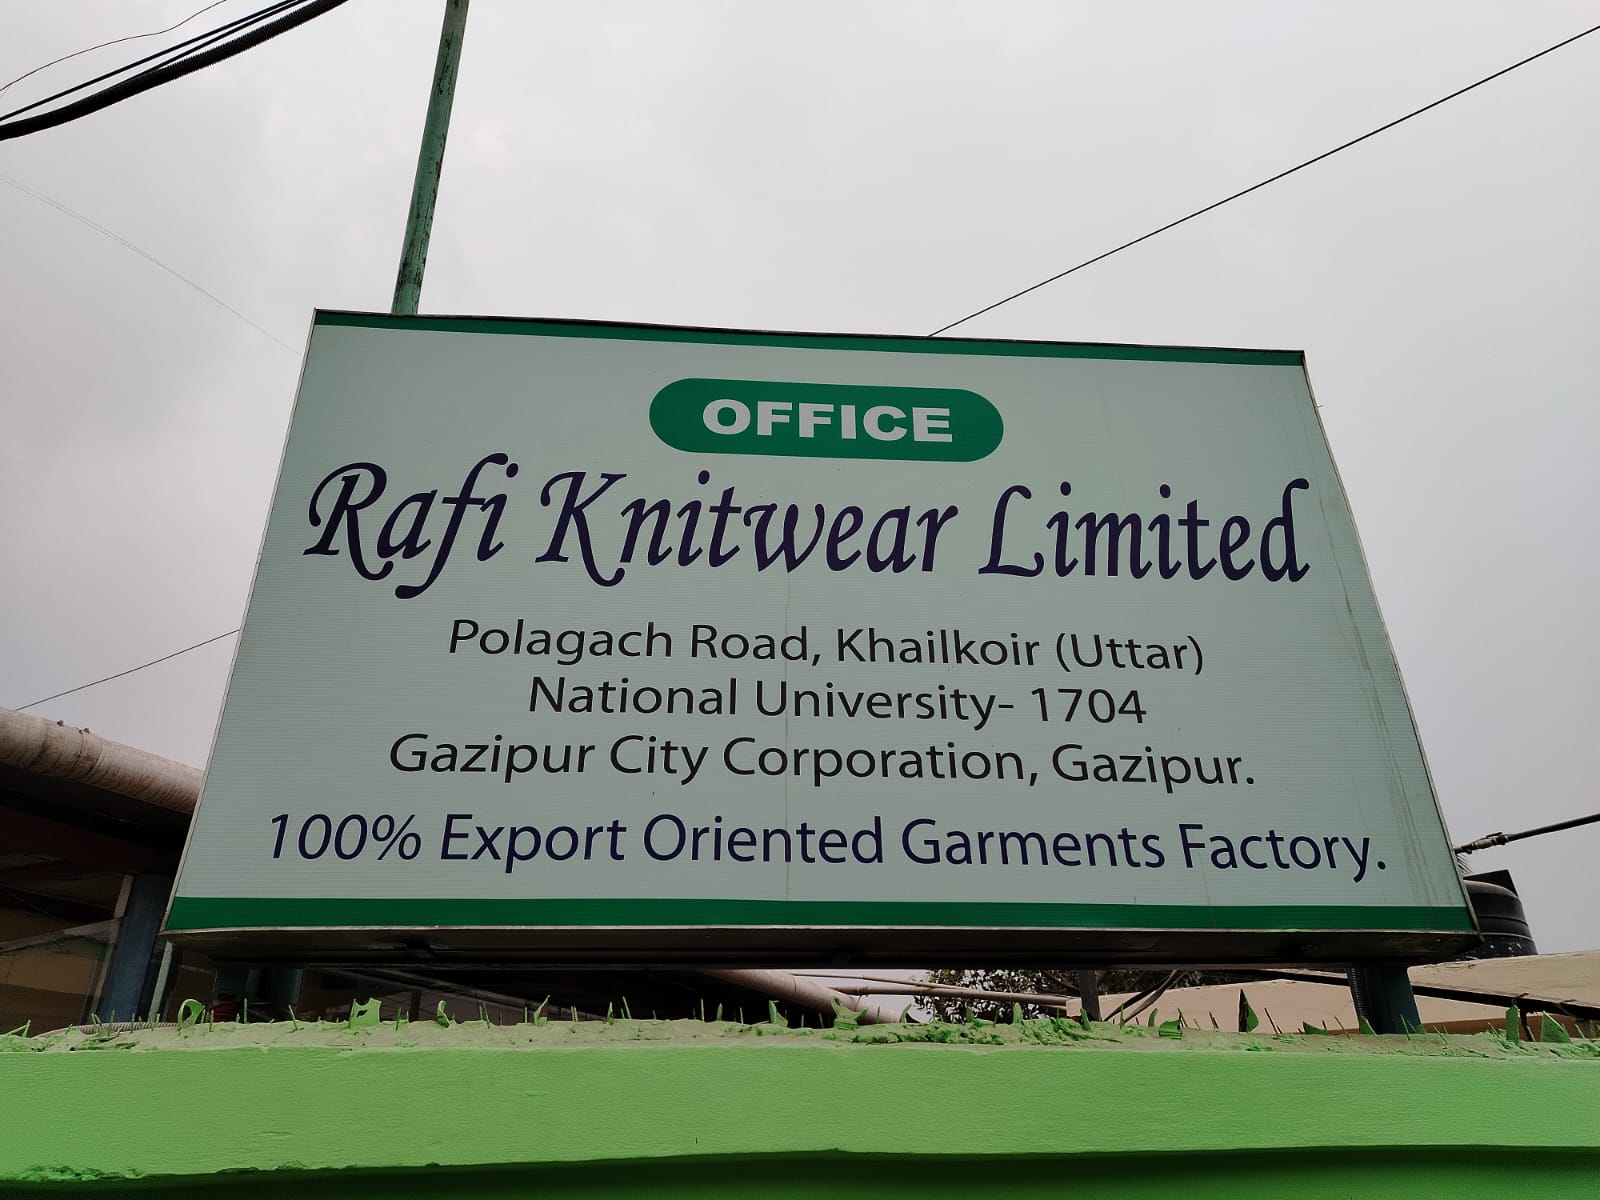 OFFICE
Rafi Knitwear Limited
Polagach Road, Khailkoir (Uttar)
National University- 1704
Gazipur City Corporation, Gazipur.
100% Export Oriented Garments Factory.